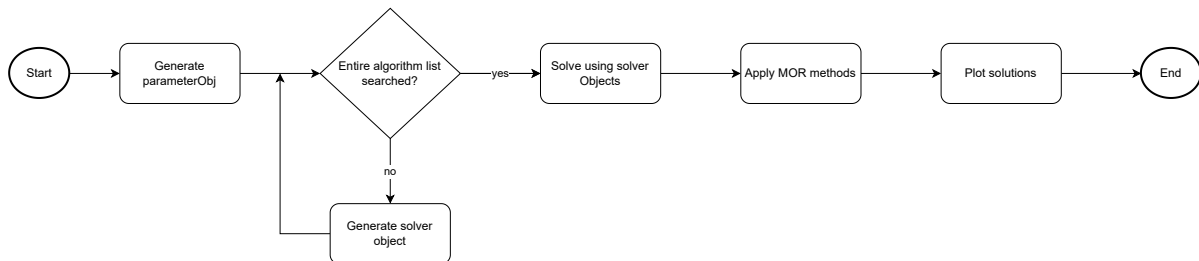 Start
Generate
parameterObj
Entire algorithm list
searched?
yes
Solve using solver
Objects
Apply MOR methods
Plot solutions
End
no
Generate solver
object